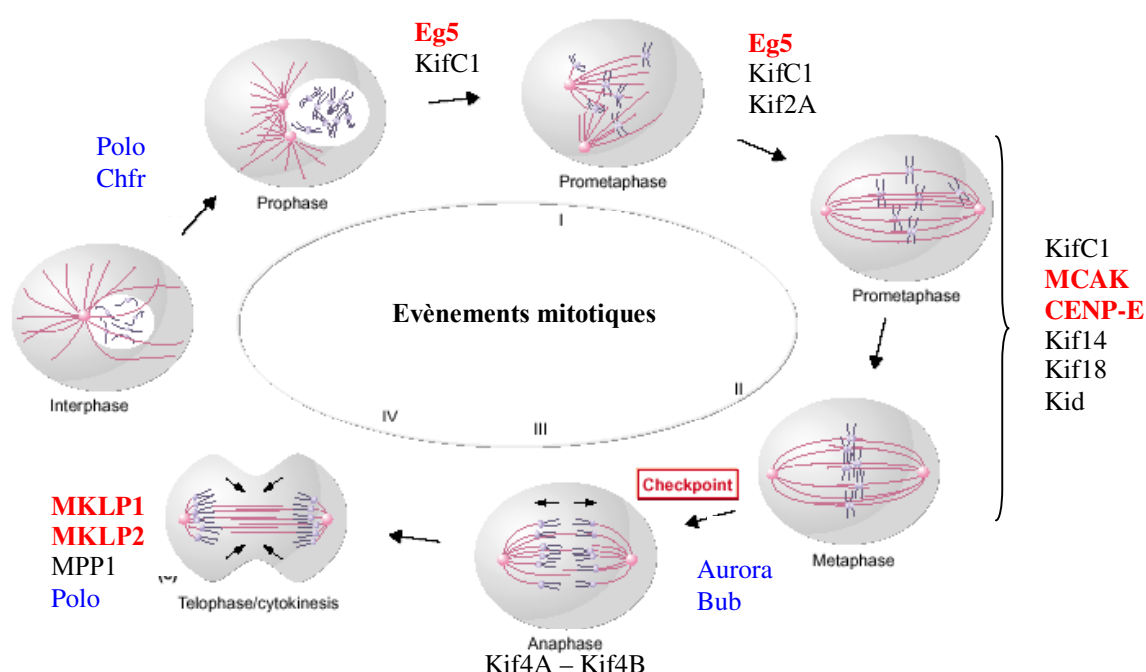 Eg5
KifC1
Eg5
KifC1
Kif2A
Polo
Chfr
Prophase
Prometaphase
I
Prometaphase
KifC1
MCAK
CENP-E
Kif14
Kif18
Kid
Evènements mitotiques
Interphase
II
IV
III
Checkpoint
Metaphase
Aurora
Bub
MKLP1
MKLP2
MPP1
Polo
Telophase/cytokinesis
Anaphase
Kif4A – Kif4B